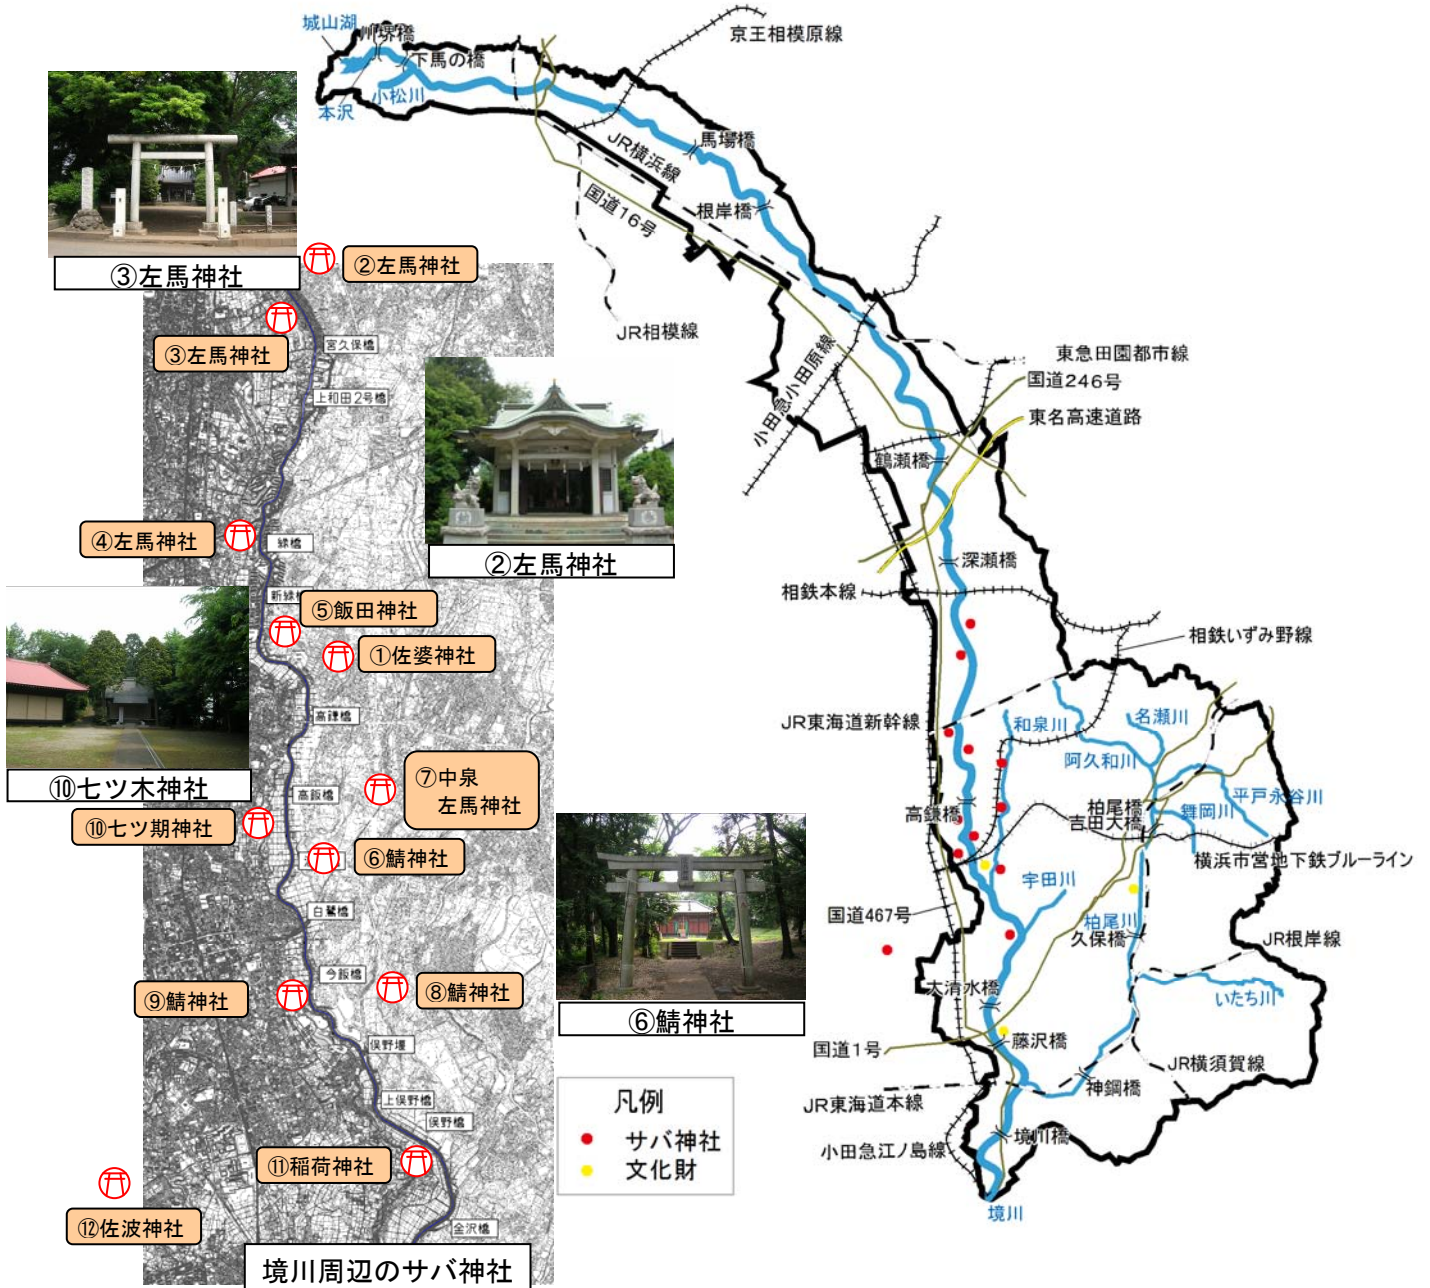 ③左馬神社
②左馬神社
③左馬神社
宮久保橋
上和田2号橋
②左馬神社
④左馬神社
緑橋
新緑
⑤飯田神社
①佐婆神社
高鎌橋
⑩七ツ木神社
⑦中泉
左馬神社
高飯橋
⑩七ツ期神社
⑥鯖神社
白鷺橋
今飯橋
⑨鯖神社
⑧鯖神社
⑥鯖神社
俣野堰
上俣野橋
俣野橋
⑪稲荷神社
⑫佐波神社
金沢橋
境川周辺のサバ神社
城山湖
川堺橋
下馬の橋
小松川
本沢
京王相模原線
馬場橋
JR横浜線
根岸橋
国道16号
JR相模線
小田急小田原線
東急田園都市線
国道246号
東名高速道路
鶴瀬橋
深瀬橋
相鉄本線
相鉄いずみ野線
JR東海道新幹線
和泉川
名瀬川
阿久和川
高鎌橋
柏尾橋
吉田大橋
舞岡川
平戸永谷川
横浜市営地下鉄ブルーライン
宇田川
国道467号
柏尾川
久保橋
JR根岸線
大清水橋
いたち川
国道1号
藤沢橋
JR横須賀線
神鋼橋
JR東海道本線
境川橋
小田急江ノ島線
境川
凡例
サバ神社
文化財